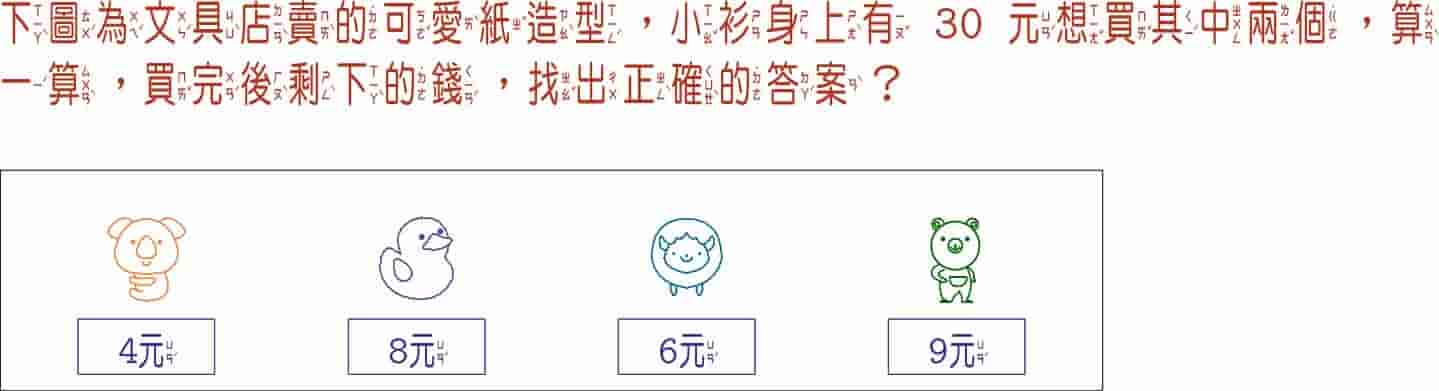 下圖為文具店賣的可愛紙造型，小衫身上有 30 元想買其中兩個，算
一算，買完後剩下的錢，找出正確的答案？
4元 8元 6元 9元